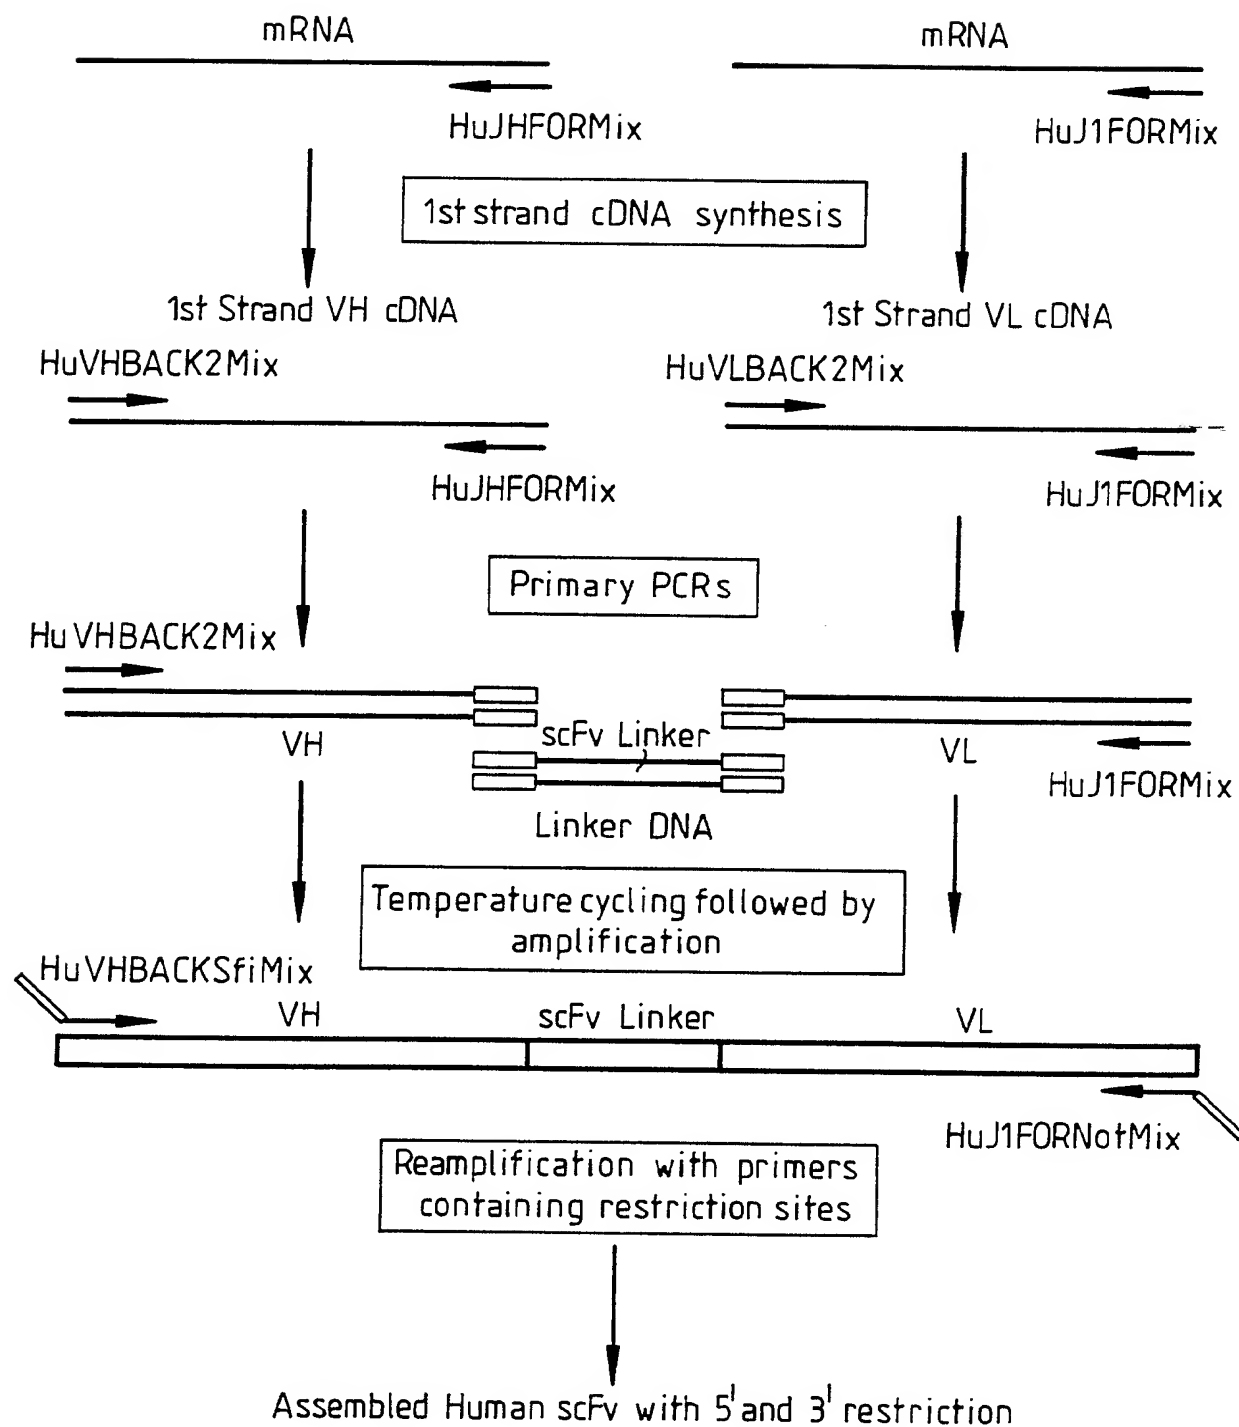 mRNA
mRNA
HuJHFORMix
HuJ1FORMix
1st strand cDNA synthesis
1st Strand VH cDNA
1st Strand VL cDNA
HuVHBACK2Mix
HuVLBACK2Mix
HuJHFORMix
HuJ1FORMix
Primary PCRs
HuVHBACK2Mix
VH
scFv Linker
VL
HuJ1FORMix
Linker DNA
Temperature cycling followed by
amplification
HuVHBACKSfiMix
VH
scFv Linker
VL
HuJ1FORNotMix
Reamplification with primers
containing restriction sites
Assembled Human scFv with 5' and 3' restriction